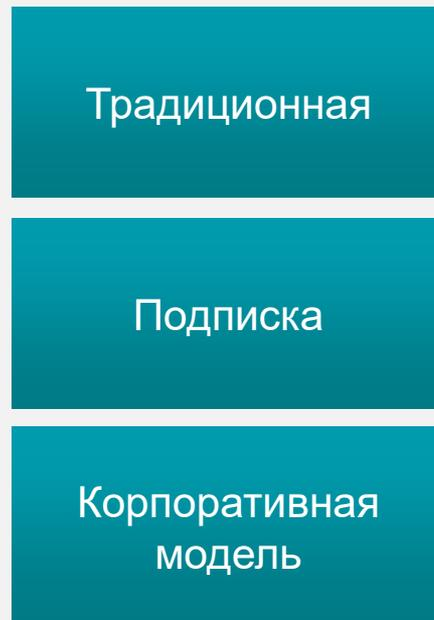 Традиционная
Подписка
Корпоративная
модель